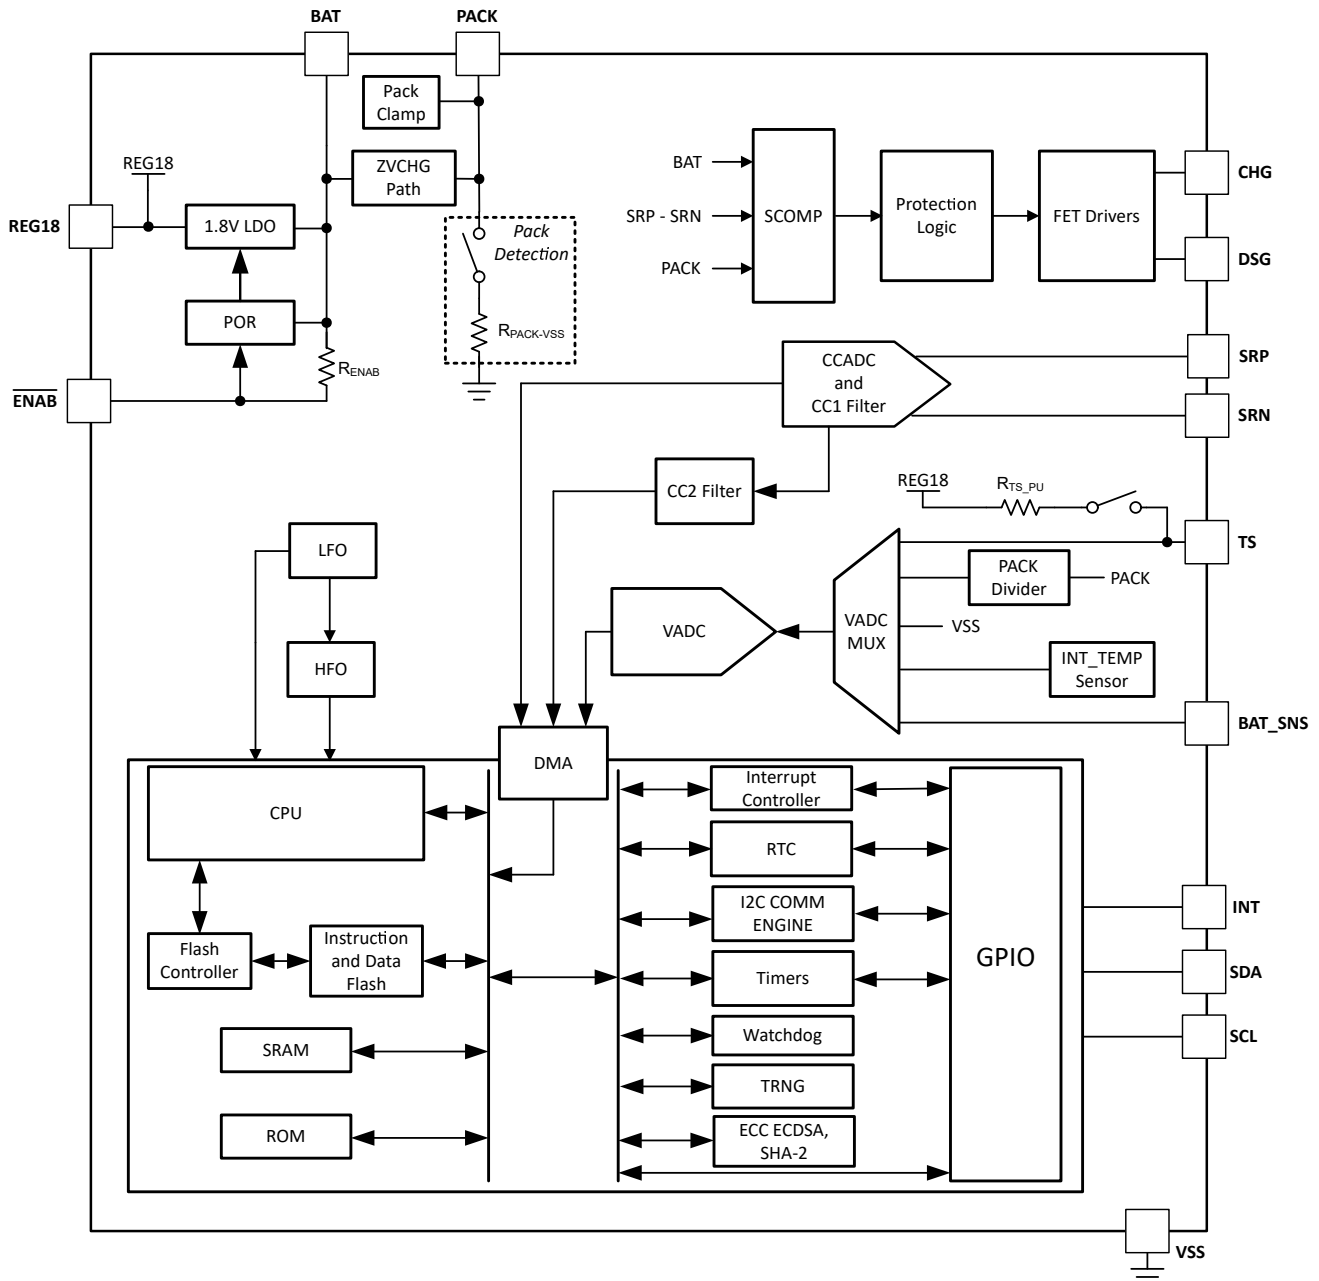 BAT
PACK
Pack
Clamp
REG18
ZVCHG
Path
BAT
SRP - SRN
PACK
SCOMP
Protection
Logic
FET Drivers
CHG
DSG
REG18
1.8V LDO
Pack
Detection
POR
RPACK-VSS
RENAB
ENAB
CCADC
and
CC1 Filter
SRP
SRN
CC2 Filter
REG18
RTS_PU
TS
LFO
HFO
VADC
VADC
MUX
PACK
Divider
PACK
VSS
INT_TEMP
Sensor
BAT_SNS
DMA
CPU
Flash
Controller
Instruction
and Data
Flash
SRAM
ROM
Interrupt
Controller
RTC
I2C COMM
ENGINE
Timers
Watchdog
TRNG
ECC ECDSA,
SHA-2
GPIO
INT
SDA
SCL
VSS